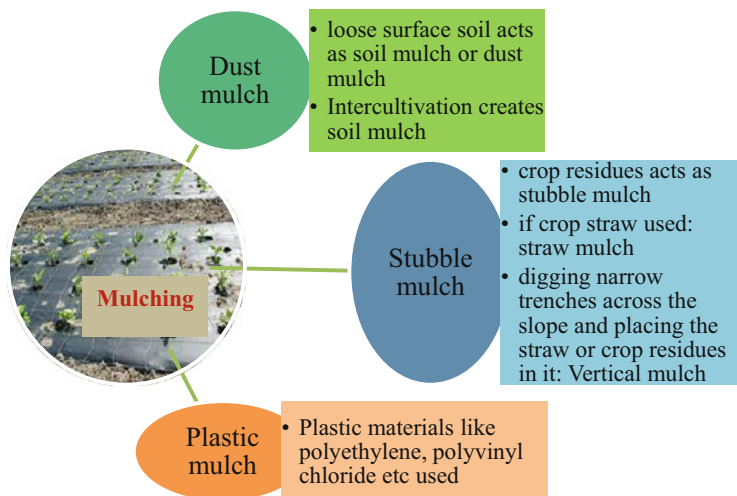 Dust
mulch
• loose surface soil acts
as soil mulch or dust
mulch
• Intercultivation creates
soil mulch
Mulching
Stubble
mulch
• crop residues acts as
stubble mulch
• if crop straw used:
straw mulch
• digging narrow
trenches across the
slope and placing the
straw or crop residues
in it: Vertical mulch
Plastic
mulch
• Plastic materials like
polyethylene, polyvinyl
chloride etc used